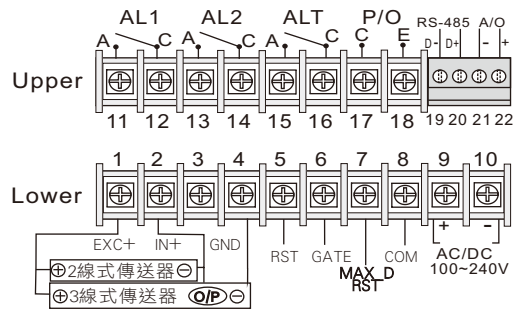 AL1 AL2 ALT P/O RS-485 A/O
A C A C A C C E D- D+ - +
Upper
11 12 13 14 15 16 17 18 19 20 21 22
1 2 3 4 5 6 7 8 9 10
Lower
+ -
EXC+ IN+ GND RST GATE MAX_D RST COM AC/DC 100~240V
⊕2線式傳送器⊖
⊕3線式傳送器 O/P ⊖